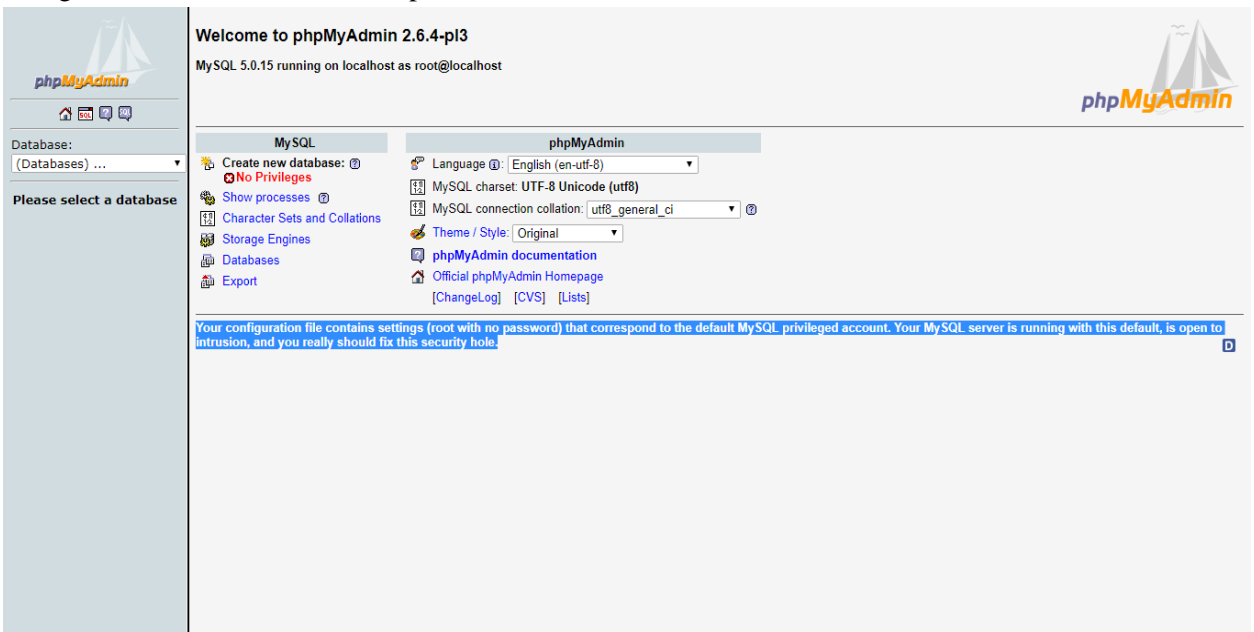 phpMyAdmin
Database:
(Databases) ...
Please select a database
Welcome to phpMyAdmin 2.6.4-pl3
MySQL 5.0.15 running on localhost as root@localhost
phpMyAdmin
MySQL
Create new database:
No Privileges
Show processes
Character Sets and Collations
Storage Engines
Databases
Export
phpMyAdmin
Language : English (en-utf-8)
MySQL charset: UTF-8 Unicode (utf8)
MySQL connection collation: utf8_general_ci
Theme / Style: Original
phpMyAdmin documentation
Official phpMyAdmin Homepage
[ChangeLog] [CVS] [Lists]
Your configuration file contains settings (root with no password) that correspond to the default MySQL privileged account. Your MySQL server is running with this default, is open to
intrusion, and you really should fix this security hole.
D